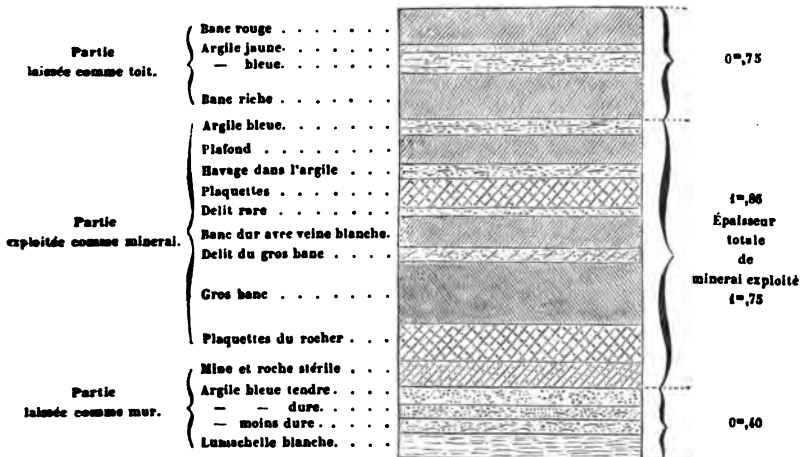 Partie
laissée comme toit.
Banc rouge . . . . . . .
Argile jaune. . . . . . .
— bleue. . . . . . .
Banc riche . . . . . . .
0m,75
Partie
exploitée comme minerai.
Argile bleue. . . . . . .
Plafond . . . . . . .
Havage dans l'argile . . . .
Plaquettes . . . . . .
Delit rare . . . . . .
Banc dur avec veine blanche.
Delit du gros banc . . . .
Gros banc . . . . . .
Plaquettes du rocher . . .
1m,86
Épaisseur
totale
de
minerai exploité
1m,75
Partie
laissée comme mur.
Mine et roche stérile . . .
Argile bleue tendre. . . .
— — dure. . . . .
— moins dure . . . .
Lumachelle blanche. . . .
0m,40